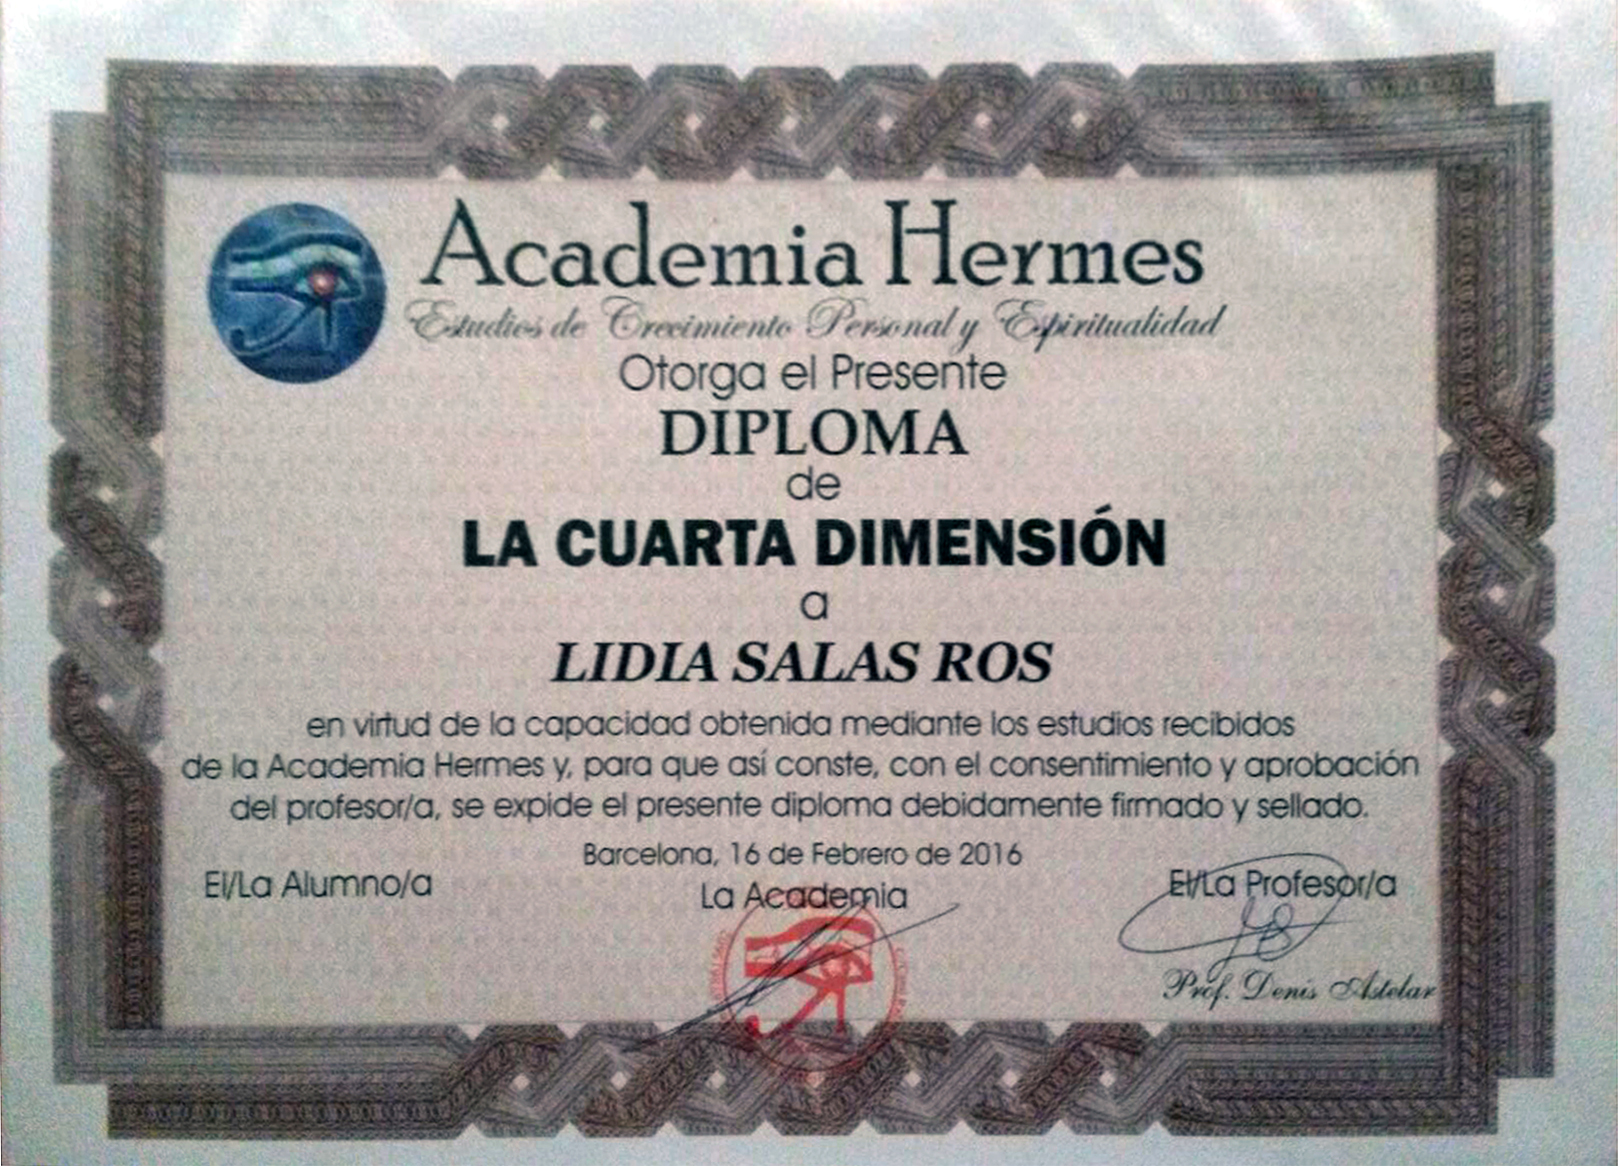 Academia Hermes
Estudios de Crecimiento Personal y Espiritualidad
Otorga el Presente
DIPLOMA
de
LA CUARTA DIMENSIÓN
a
LIDIA SALAS ROS
en virtud de la capacidad obtenida mediante los estudios recibidos
de la Academia Hermes y, para que así conste, con el consentimiento y aprobación
del profesor/a, se expide el presente diploma debidamente firmado y sellado.
Barcelona, 16 de Febrero de 2016
El/La Alumno/a
La Academia
El/La Profesor/a
Prof. Denis Astelar